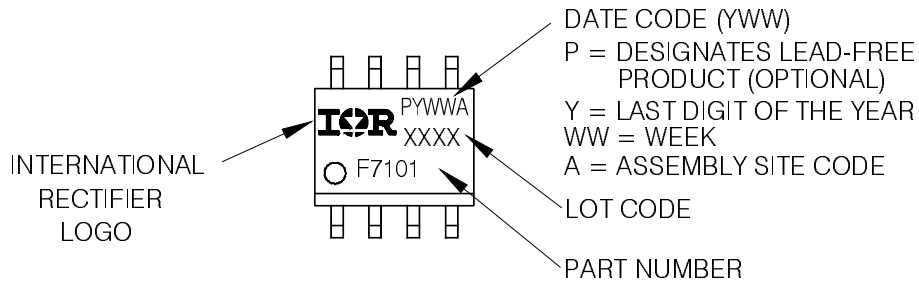 DATE CODE (YWW)
P = DESIGNATES LEAD-FREE
PRODUCT (OPTIONAL)
Y = LAST DIGIT OF THE YEAR
WW = WEEK
A = ASSEMBLY SITE CODE
LOT CODE
PART NUMBER
INTERNATIONAL
RECTIFIER
LOGO
PYWWA
IOR
XXXX
F7101